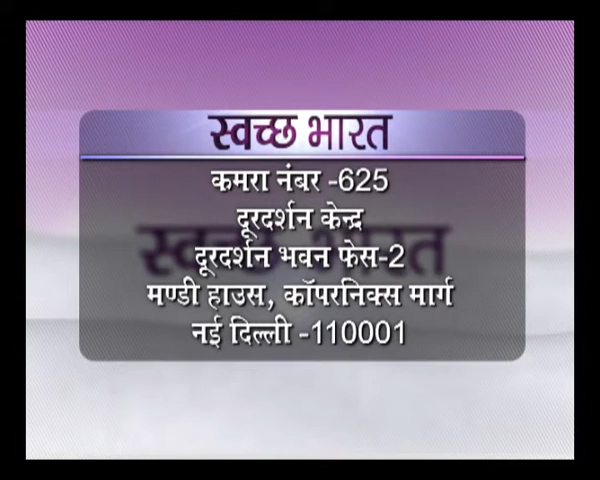 स्वच्छ भारत
कमरा नंबर -625
दूरदर्शन केन्द्र
दूरदर्शन भवन फेस-2
मण्डी हाउस, कॉपरनिक्स मार्ग
नई दिल्ली -110001